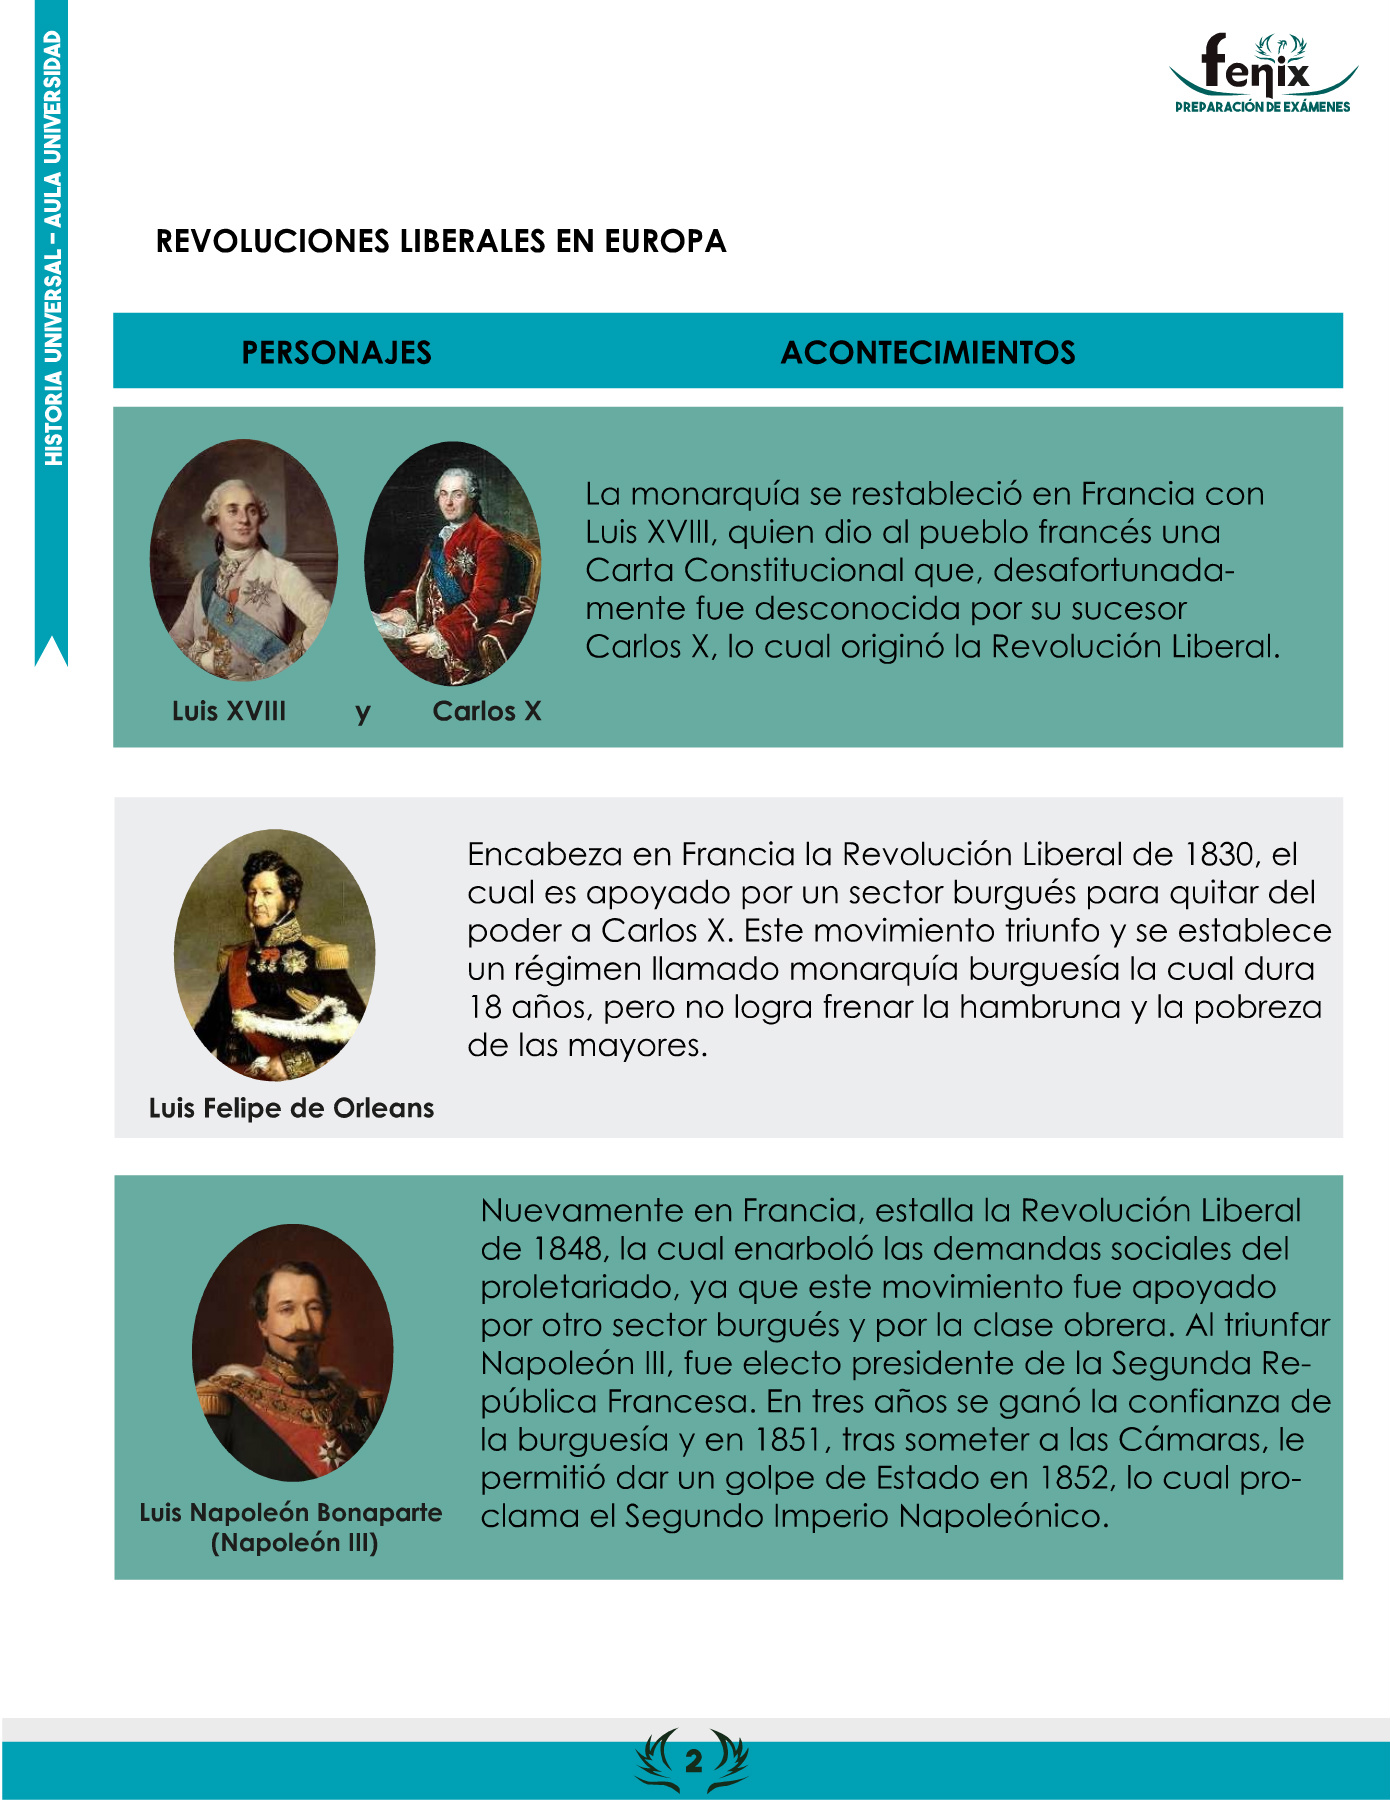 HISTORIA UNIVERSAL – AULA UNIVERSIDAD
fenix
PREPARACIÓN DE EXÁMENES
REVOLUCIONES LIBERALES EN EUROPA
PERSONAJES ACONTECIMIENTOS
La monarquía se restableció en Francia con
Luis XVIII, quien dio al pueblo francés una
Carta Constitucional que, desafortunada-
mente fue desconocida por su sucesor
Carlos X, lo cual originó la Revolución Liberal.
Luis XVIII y Carlos X
Encabeza en Francia la Revolución Liberal de 1830, el
cual es apoyado por un sector burgués para quitar del
poder a Carlos X. Este movimiento triunfo y se establece
un régimen llamado monarquía burguesía la cual dura
18 años, pero no logra frenar la hambruna y la pobreza
de las mayores.
Luis Felipe de Orleans
Nuevamente en Francia, estalla la Revolución Liberal
de 1848, la cual enarboló las demandas sociales del
proletariado, ya que este movimiento fue apoyado
por otro sector burgués y por la clase obrera. Al triunfar
Napoleón III, fue electo presidente de la Segunda Re-
pública Francesa. En tres años se ganó la confianza de
la burguesía y en 1851, tras someter a las Cámaras, le
permitió dar un golpe de Estado en 1852, lo cual pro-
clama el Segundo Imperio Napoleónico.
Luis Napoleón Bonaparte
(Napoleón III)
2